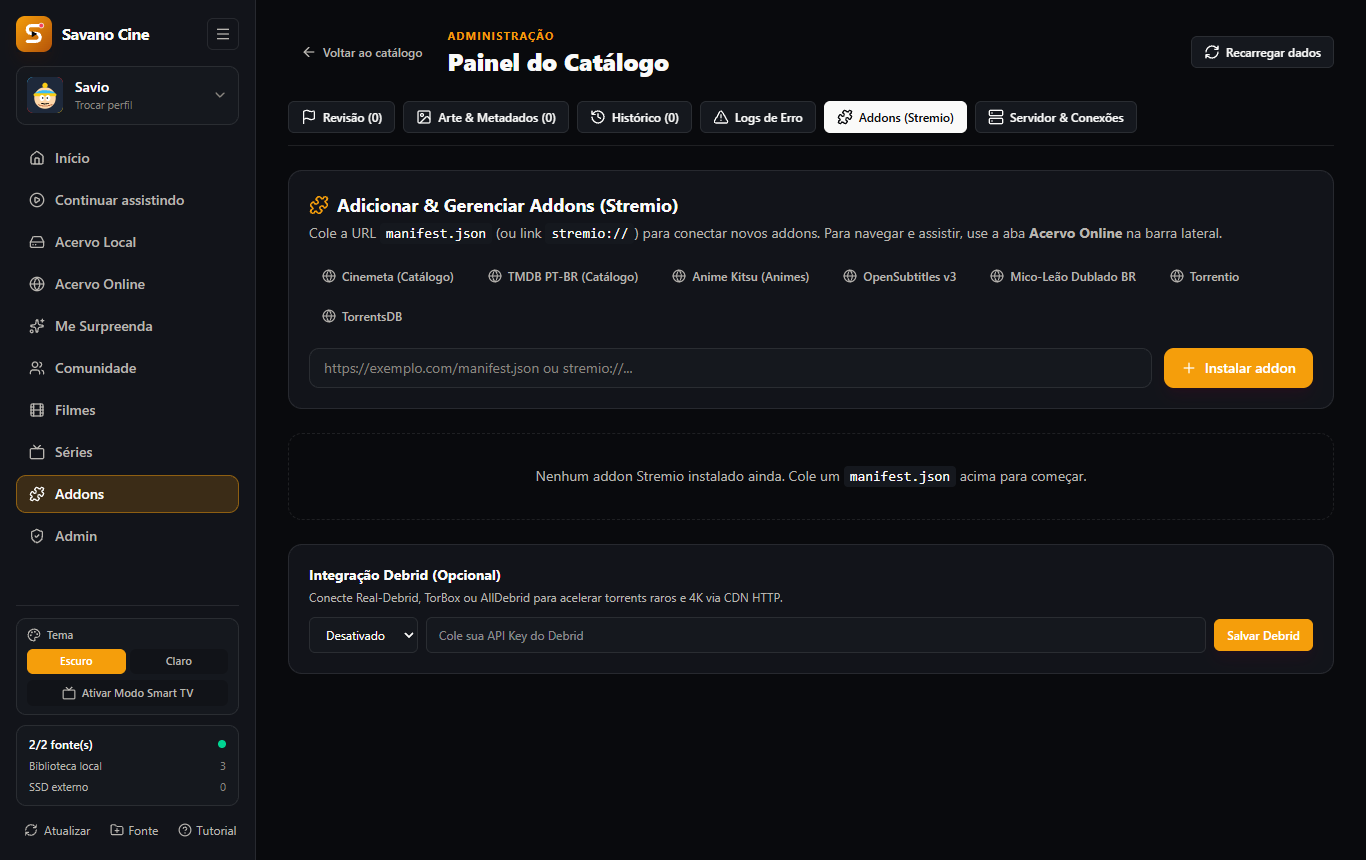 Savano Cine
Savio
Trocar perfil
Início
Continuar assistindo
Acervo Local
Acervo Online
Me Surpreenda
Comunidade
Filmes
Séries
Addons
Admin
Tema
Escuro
Claro
Ativar Modo Smart TV
2/2 fonte(s)
Biblioteca local 3
SSD externo 0
Atualizar Fonte Tutorial
Voltar ao catálogo
ADMINISTRAÇÃO
Painel do Catálogo
Recarregar dados
Revisão (0) Arte & Metadados (0) Histórico (0) Logs de Erro Addons (Stremio) Servidor & Conexões
Adicionar & Gerenciar Addons (Stremio)
Cole a URL manifest.json (ou link stremio:// ) para conectar novos addons. Para navegar e assistir, use a aba Acervo Online na barra lateral.
Cinemeta (Catálogo) TMDB PT-BR (Catálogo) Anime Kitsu (Animes) OpenSubtitles v3 Mico-Leão Dublado BR Torrentio
TorrentsDB
https://exemplo.com/manifest.json ou stremio://...
Instalar addon
Nenhum addon Stremio instalado ainda. Cole um manifest.json acima para começar.
Integração Debrid (Opcional)
Conecte Real-Debrid, TorBox ou AllDebrid para acelerar torrents raros e 4K via CDN HTTP.
Desativado
Cole sua API Key do Debrid
Salvar Debrid